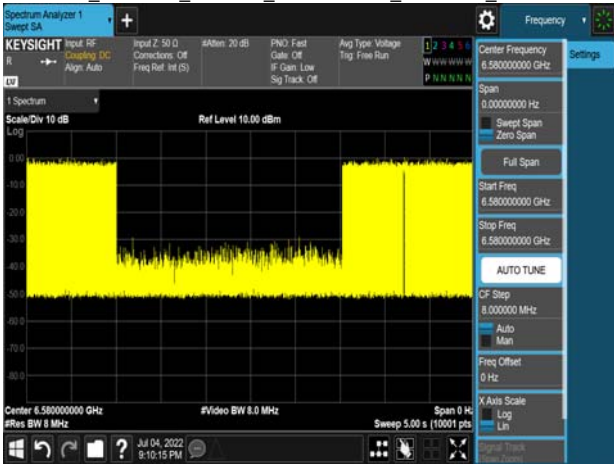 Spectrum Analyzer 1
Swept SA
+
Frequency
KEYSIGHT
Input: RF
Coupling: DC
Align: Auto
Input Z: 50 Ω
Corrections: Off
Freq Ref: Int (S)
#Atten: 20 dB
PNO: Fast
Gate: Off
IF Gain: Low
Sig Track: Off
Avg Type: Voltage
Trig: Free Run
1 2 3 4 5 6
W W W W W W
P N N N N N
R
LXI
1 Spectrum
Scale/Div 10 dB
Ref Level 10.00 dBm
Log
0.00
-10.0
-20.0
-30.0
-40.0
-50.0
-60.0
-70.0
-80.0
Center 6.580000000 GHz
#Res BW 8 MHz
#Video BW 8.0 MHz
Span 0 Hz
Sweep 5.00 s (10001 pts
Jul 04, 2022
9:10:15 PM
?
Center Frequency
6.580000000 GHz
Settings
Span
0.00000000 Hz
Swept Span
Zero Span
Full Span
Start Freq
6.580000000 GHz
Stop Freq
6.580000000 GHz
AUTO TUNE
CF Step
8.000000 MHz
Auto
Man
Freq Offset
0 Hz
X Axis Scale
Log
Lin
Signal Track
(Span Zoom)